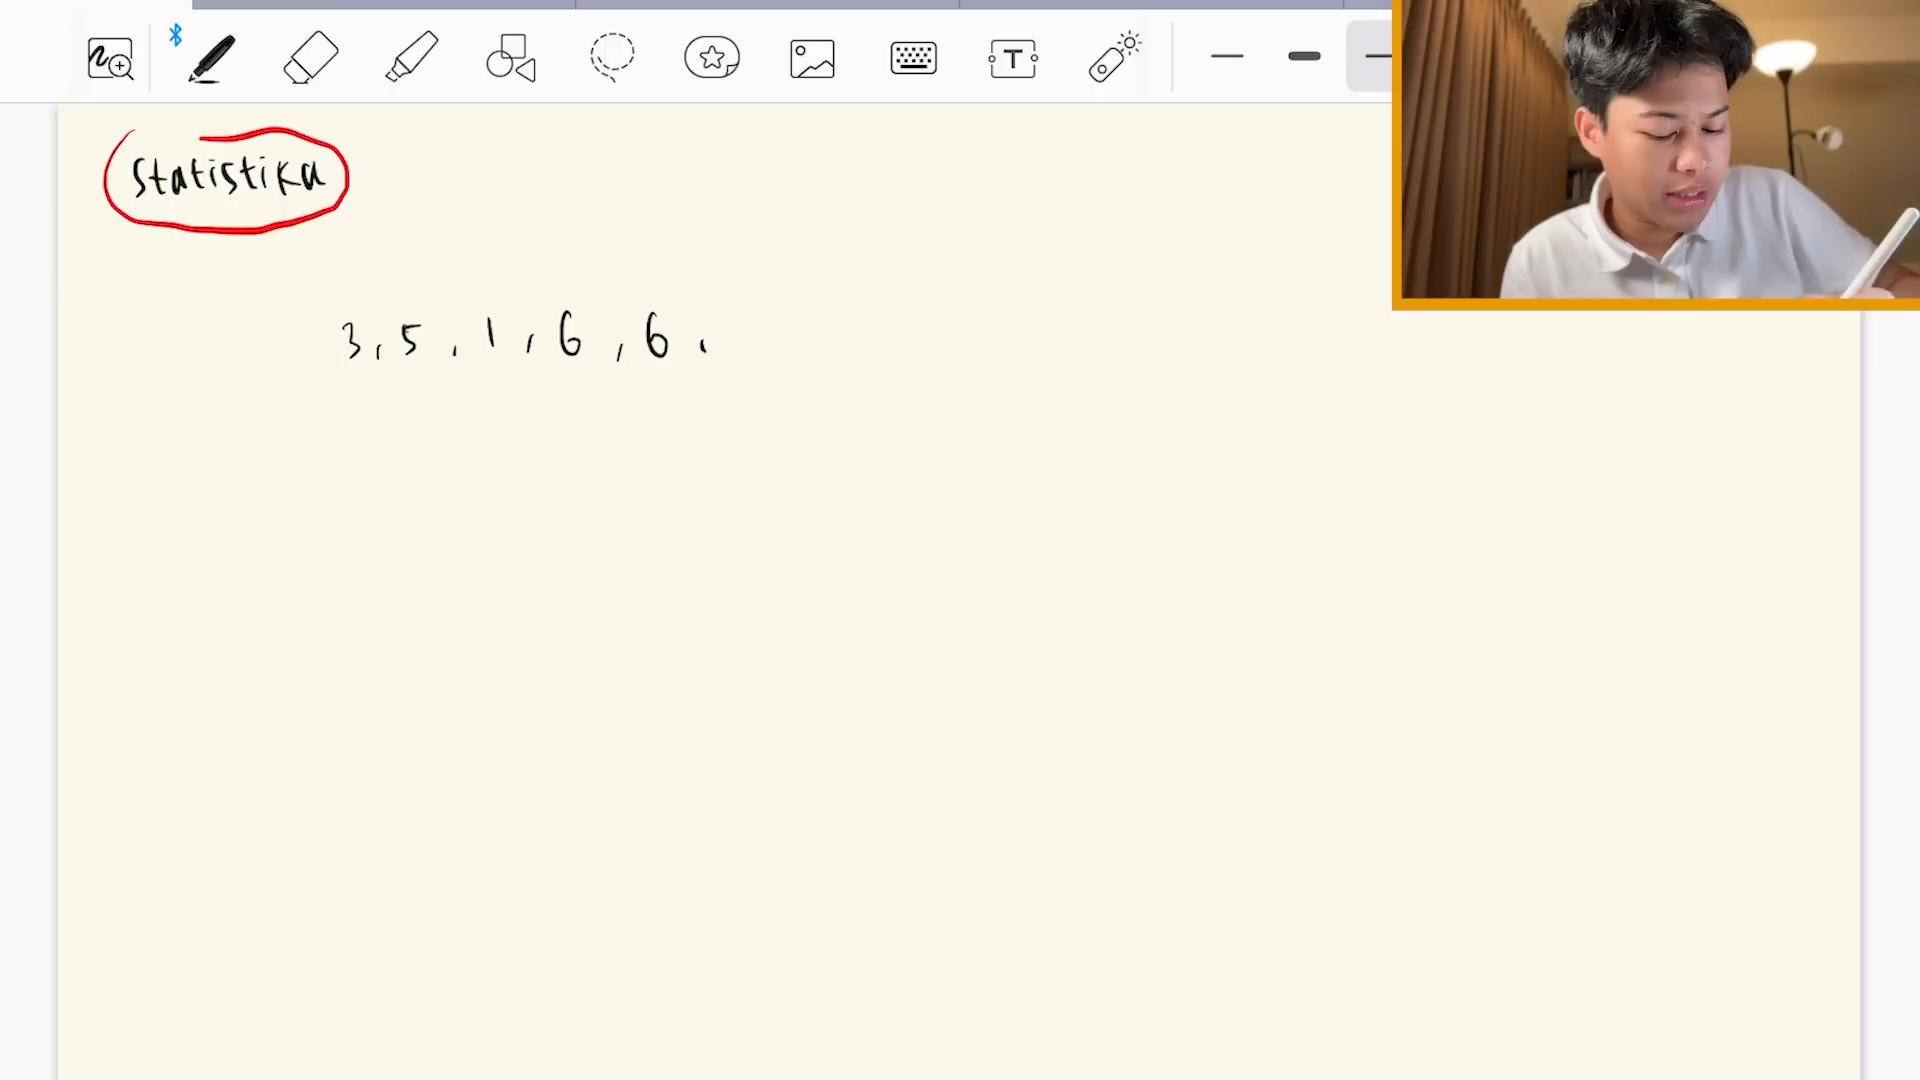 T
Statistika
3, 5, 1, 6, 6,